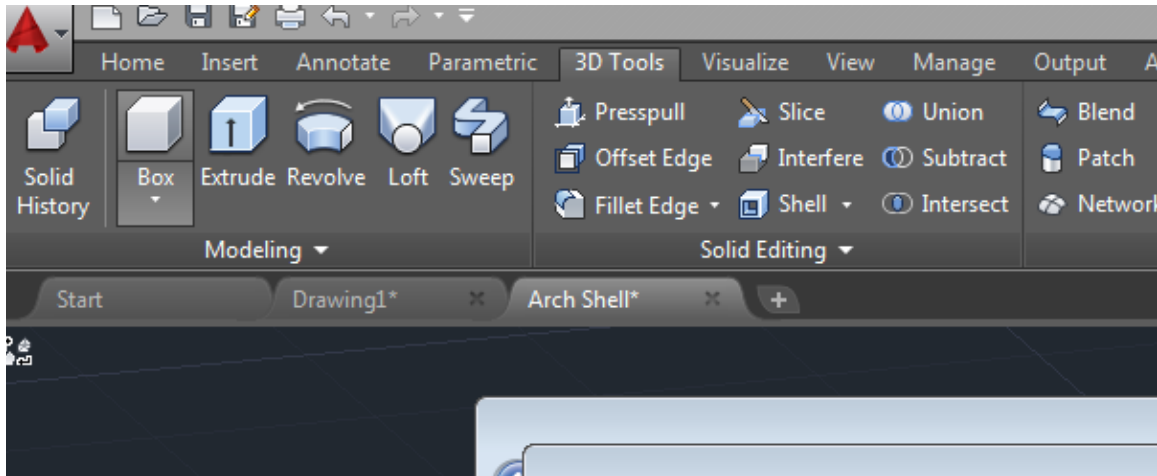 Home Insert Annotate Parametric 3D Tools Visualize View Manage Output
Presspull Slice Union Blend
Solid History Box Extrude Revolve Loft Sweep
Offset Edge Interfere Subtract Patch
Fillet Edge Shell Intersect
Modeling Solid Editing
Start Drawing1* Arch Shell*